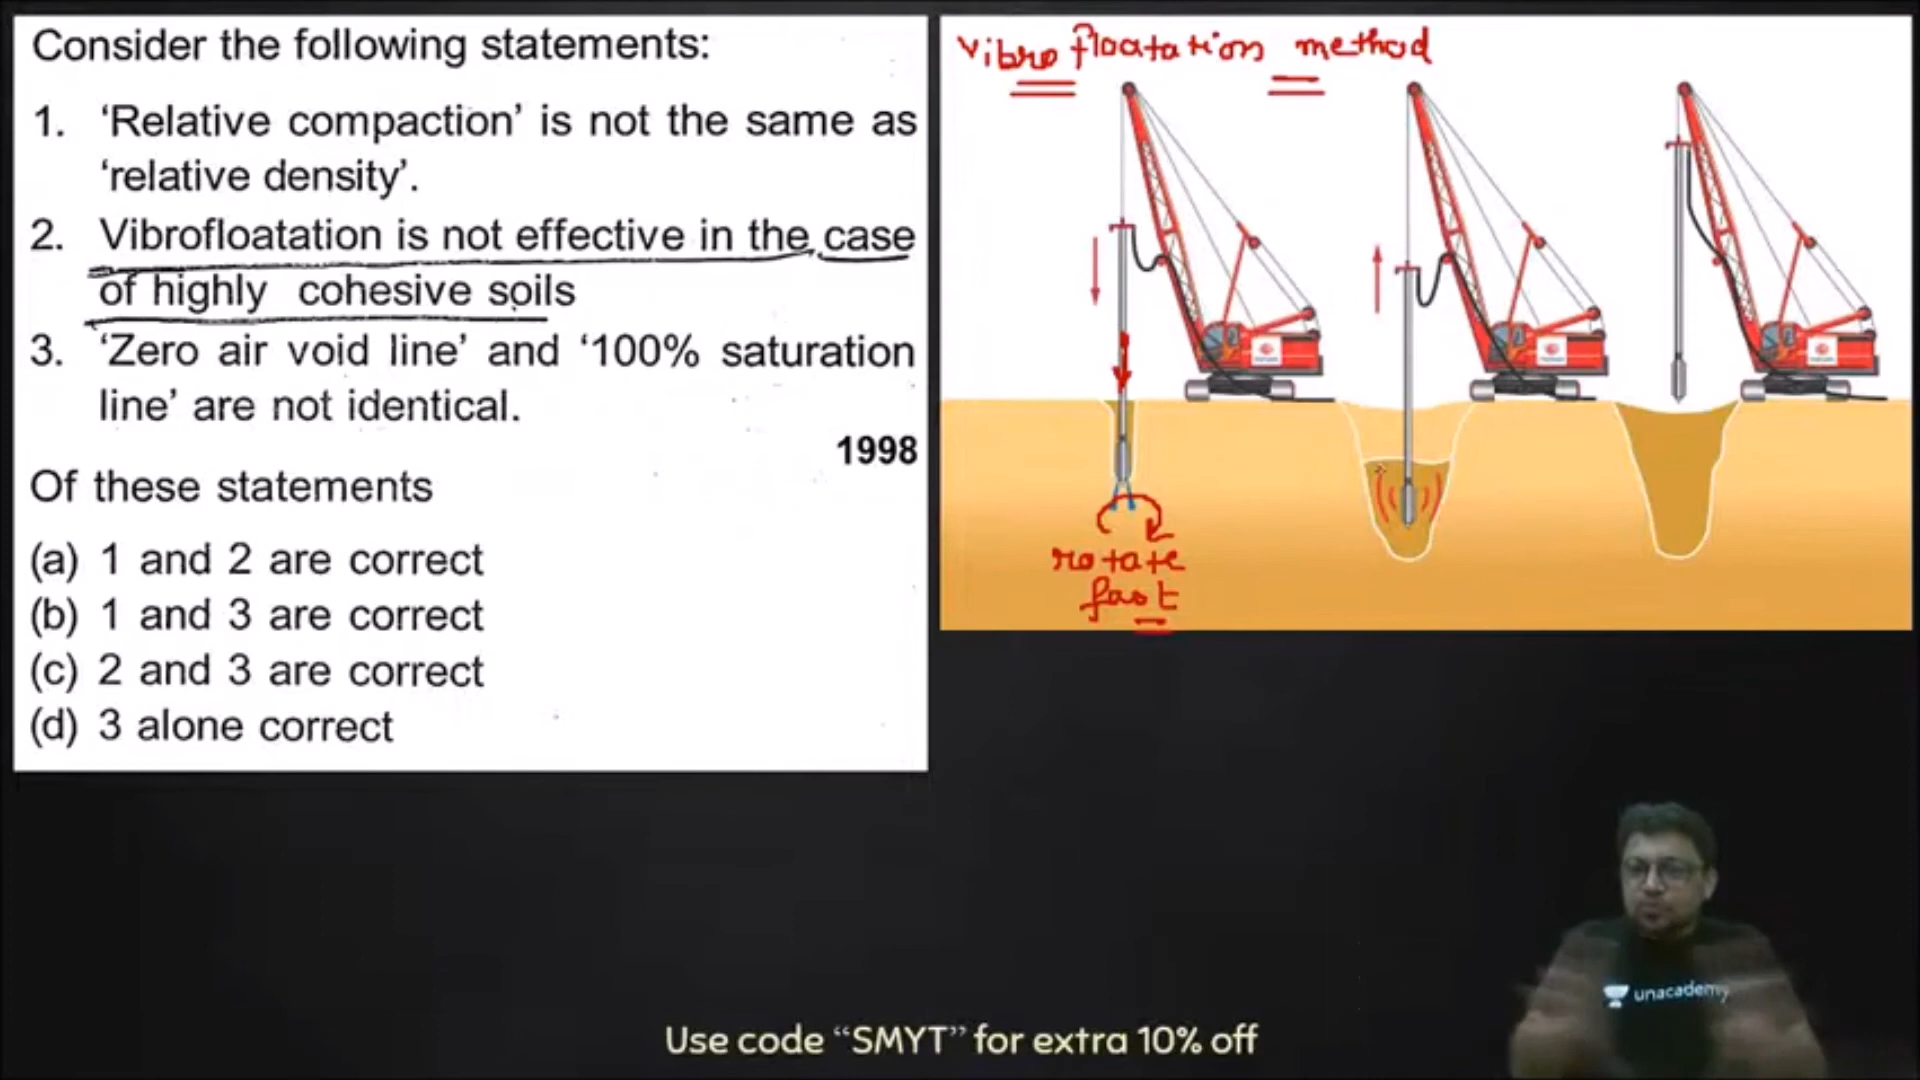 Consider the following statements:
1. ‘Relative compaction’ is not the same as
‘relative density’.
2. Vibrofloatation is not effective in the case
of highly cohesive soils
3. ‘Zero air void line’ and ‘100% saturation
line’ are not identical.
1998
Of these statements
(a) 1 and 2 are correct
(b) 1 and 3 are correct
(c) 2 and 3 are correct
(d) 3 alone correct
Vibro floatation method
rotate
fast
unacademy
Use code “SMYT” for extra 10% off